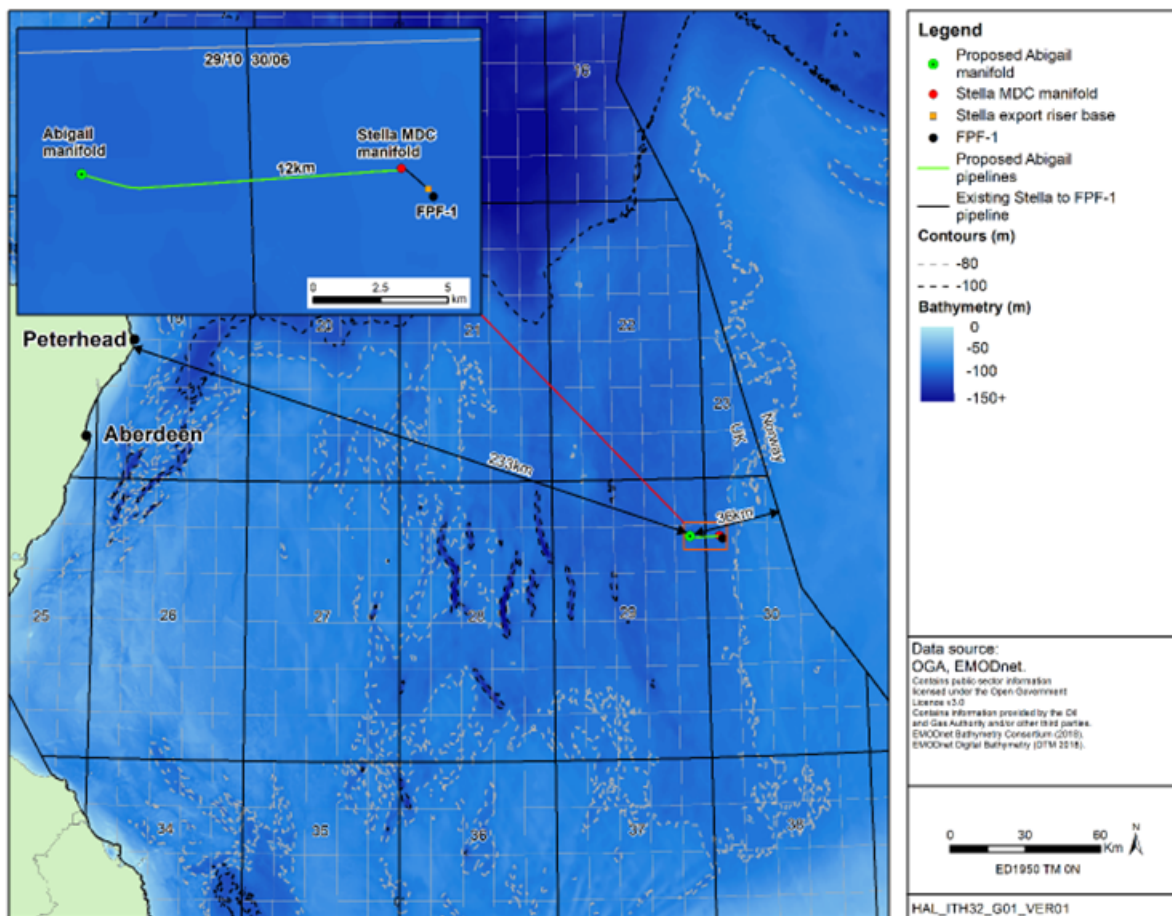 29/10 30/06
Abigail
manifold
Stella MDC
manifold
12km
FPF-1
0 2.5 5
km
16
19
20
21
22
Peterhead
23
UK
Norway
Aberdeen
233km
36km
25
26
27
28
29
30
34
35
36
37
38
Legend
Proposed Abigail
manifold
Stella MDC manifold
Stella export riser base
FPF-1
Proposed Abigail
pipelines
Existing Stella to FPF-1
pipeline
Contours (m)
-80
-100
Bathymetry (m)
0
-50
-100
-150+
Data source:
OGA, EMODnet.
Contains public sector information
licensed under the Open Government
Licence v3.0
Contains information provided by the Oil
and Gas Authority and/or other third parties.
EMODnet Bathymetry Consortium (2018).
EMODnet Digital Bathymetry (DTM 2018).
0 30 60
Km
N
ED1950 TM 0N
HAL_ITH32_G01_VER01